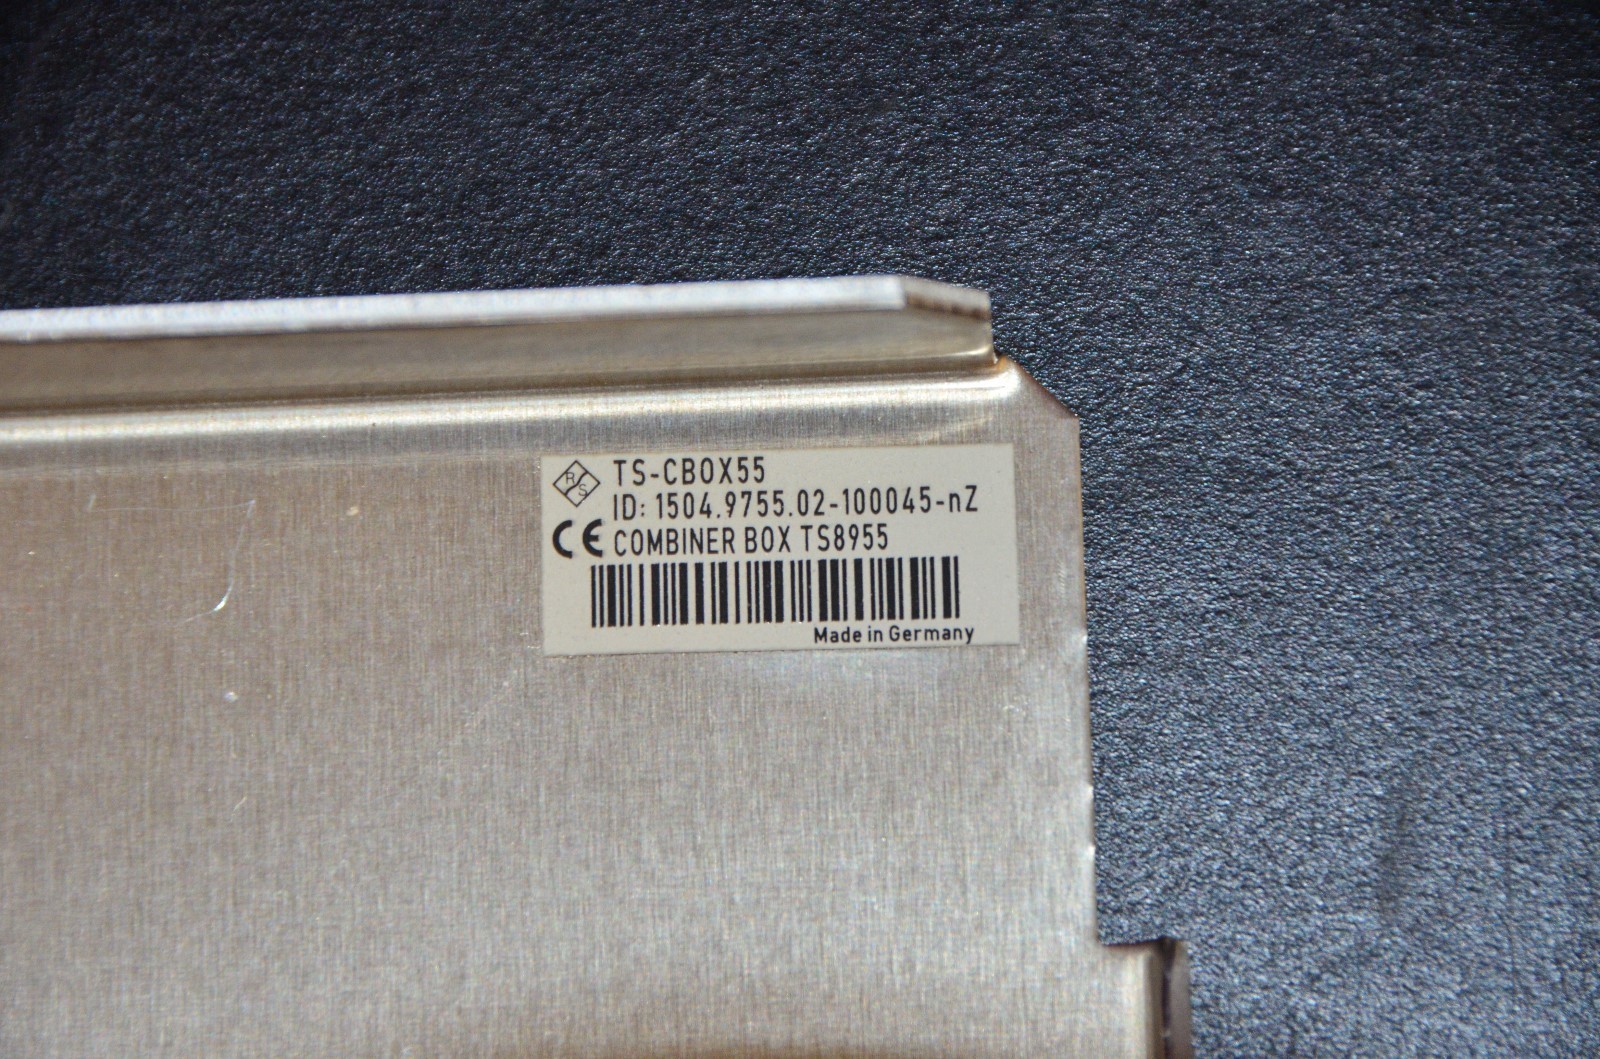 R S TS-CBOX55
ID: 1504.9755.02-100045-nZ
CE COMBINER BOX TS8955
Made in Germany